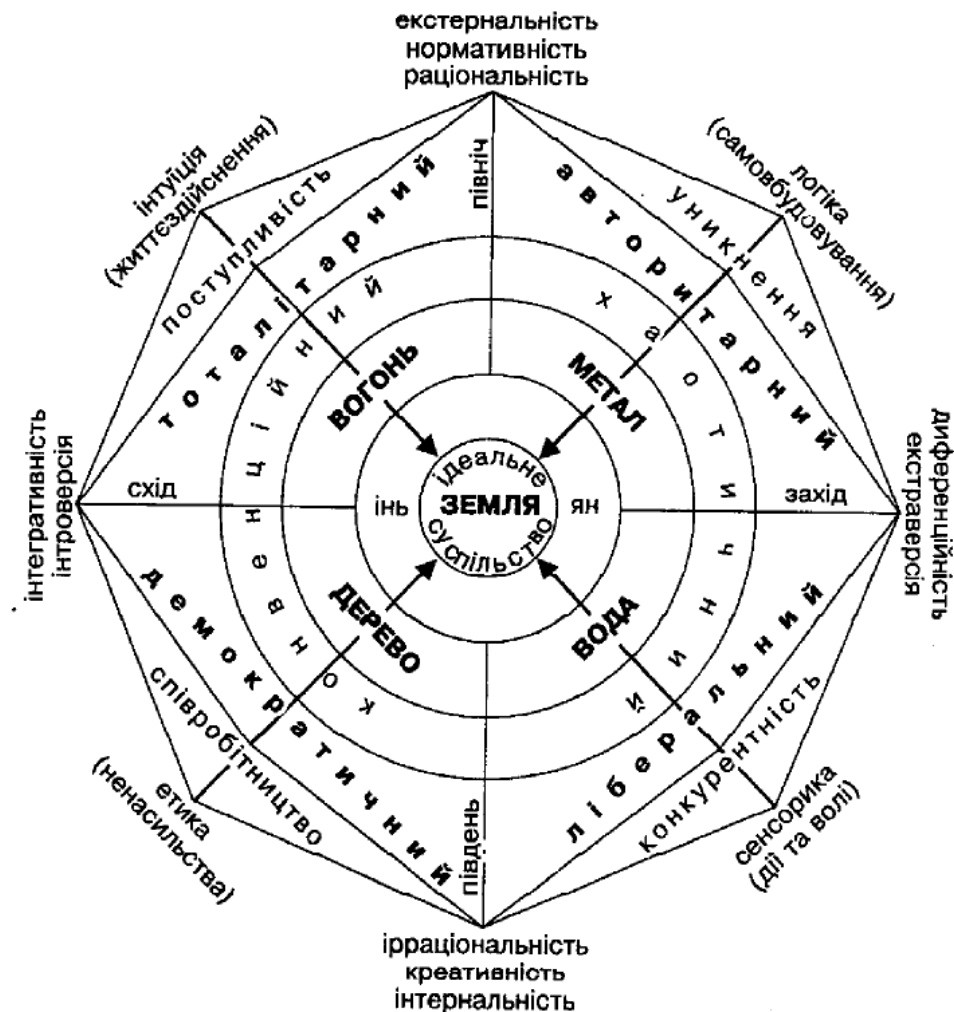 екстернальність
нормативність
раціональність
інтуїція
(життєздійснення)
логіка
(самовбудовування)
поступливість
уникнення
північ
тоталітарний
авторитарний
конвенційний
хаотичний
ВОГОНЬ
МЕТАЛ
інтегративність
інтроверсія
схід
інь
ідеальне
ЗЕМЛЯ
суспільство
ян
захід
диференційність
екстраверсія
ДЕРЕВО
ВОДА
демократичний
ліберальний
співробітництво
конкурентність
південь
етика
(ненасильства)
сенсорика
(дії та волі)
ірраціональність
креативність
інтернальність